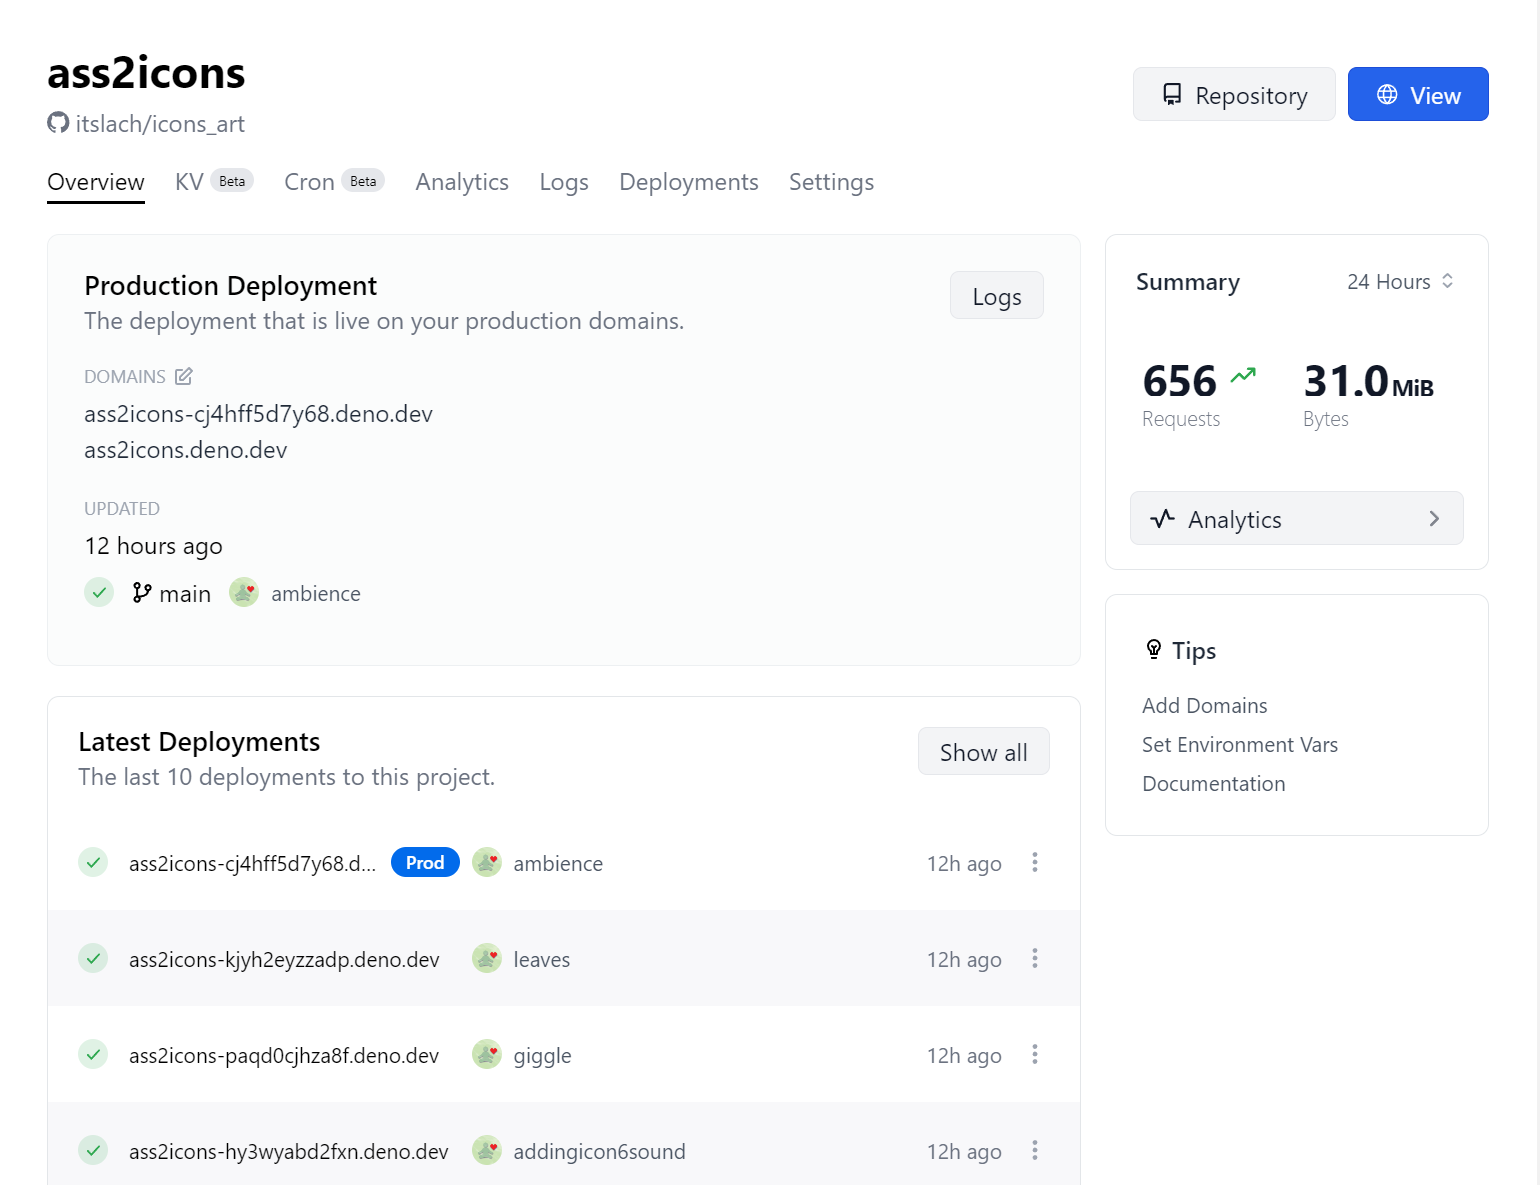 ass2icons
itslach/icons_art
Repository
View
Overview
KV Beta
Cron Beta
Analytics
Logs
Deployments
Settings
Production Deployment
The deployment that is live on your production domains.
Logs
DOMAINS
ass2icons-cj4hff5d7y68.deno.dev
ass2icons.deno.dev
UPDATED
12 hours ago
main ambience
Summary
24 Hours
656
Requests
31.0 MiB
Bytes
Analytics
Tips
Add Domains
Set Environment Vars
Documentation
Latest Deployments
The last 10 deployments to this project.
Show all
ass2icons-cj4hff5d7y68.d... Prod ambience 12h ago
ass2icons-kjyh2eyzzadp.deno.dev leaves 12h ago
ass2icons-paqd0cjhza8f.deno.dev giggle 12h ago
ass2icons-hy3wyabd2fxn.deno.dev addingicon6sound 12h ago